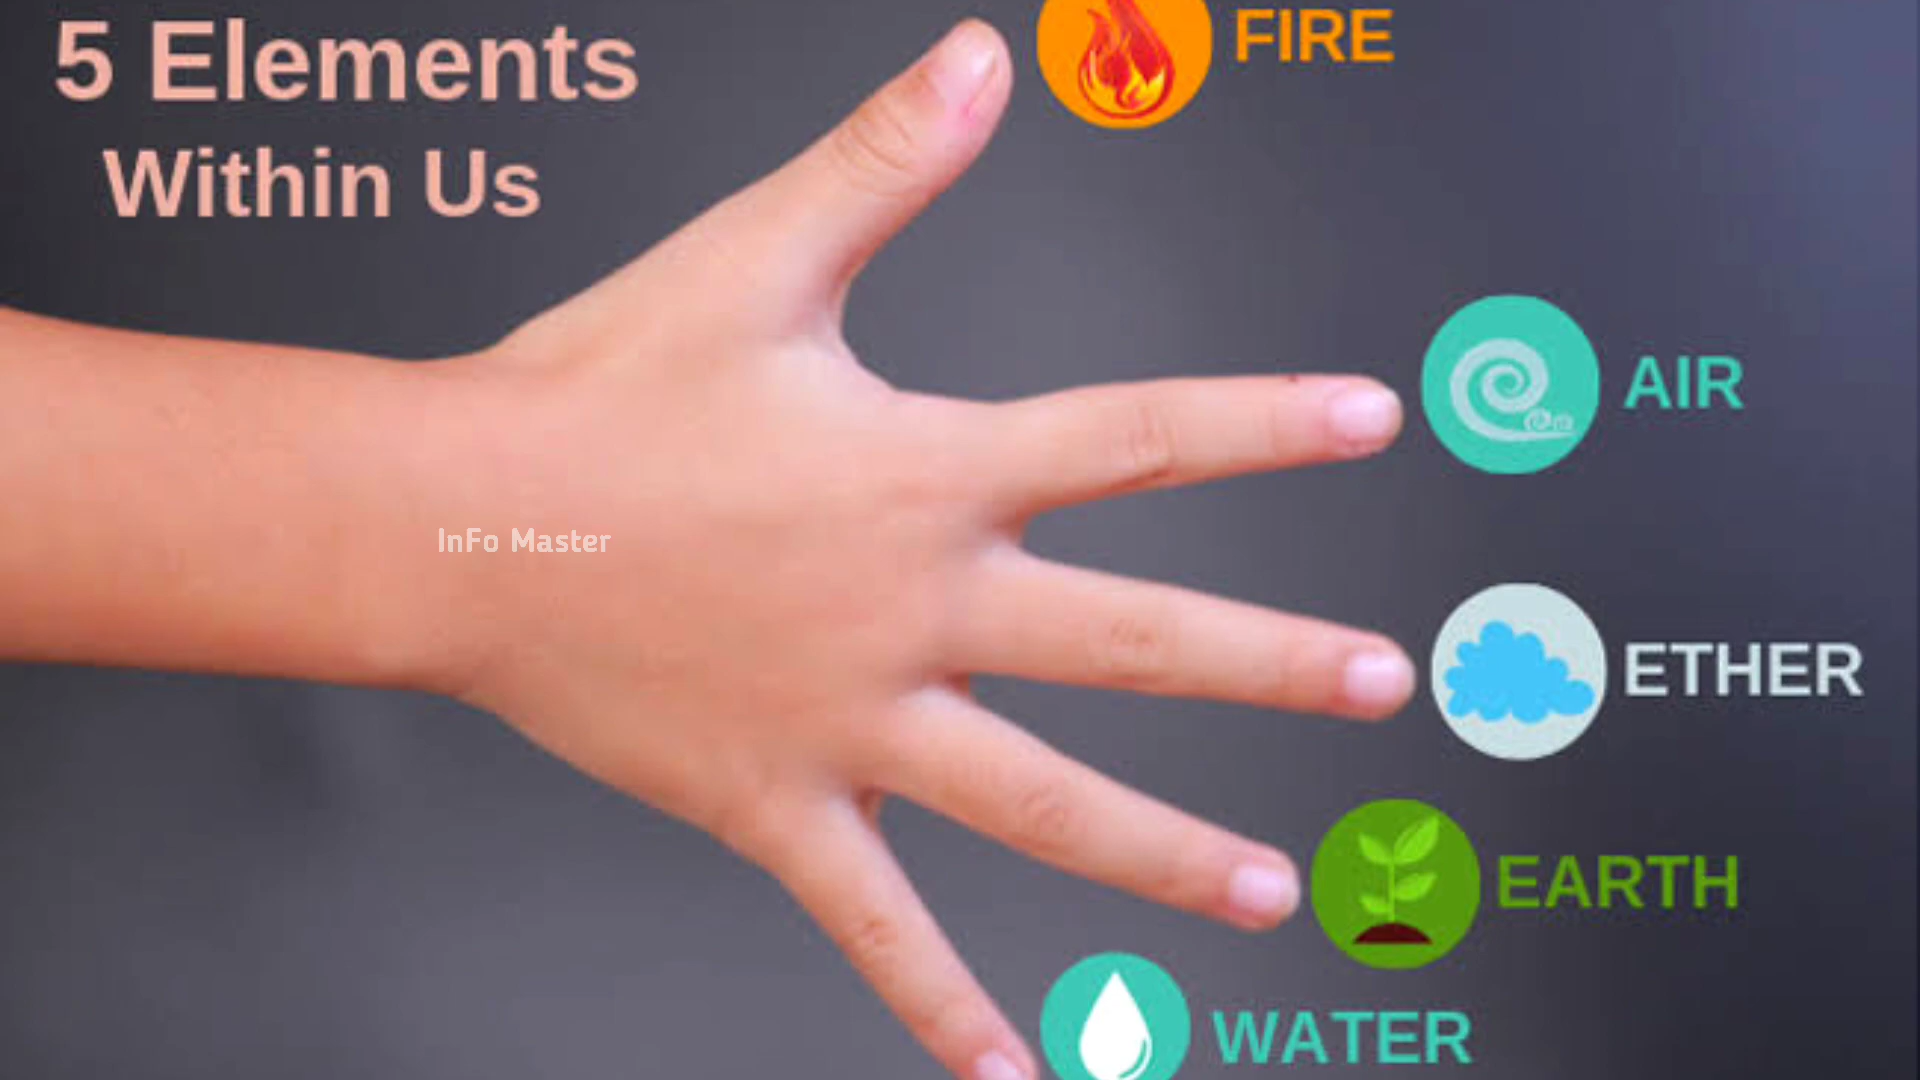 5 Elements
Within Us
FIRE
AIR
InFo Master
ETHER
EARTH
WATER